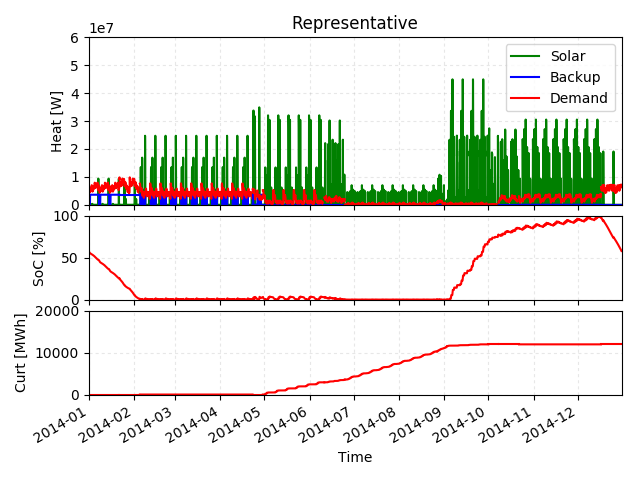 Representative
1e7
6
5
4
3
2
1
0
Heat [W]
Solar
Backup
Demand
100
50
0
SoC [%]
20000
10000
0
Curt [MWh]
2014-01
2014-02
2014-03
2014-04
2014-05
2014-06
2014-07
2014-08
2014-09
2014-10
2014-11
2014-12
Time